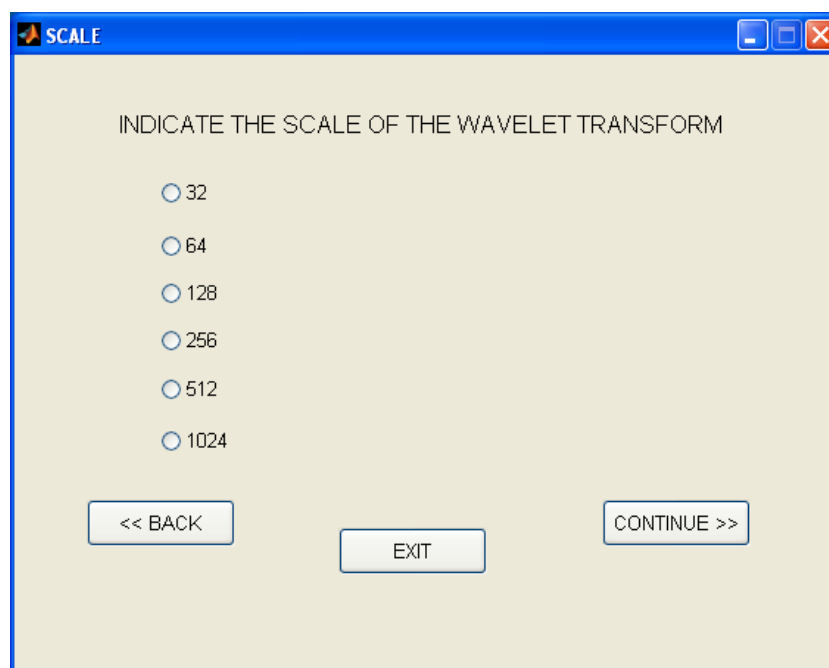 SCALE
INDICATE THE SCALE OF THE WAVELET TRANSFORM
32
64
128
256
512
1024
<< BACK
EXIT
CONTINUE >>